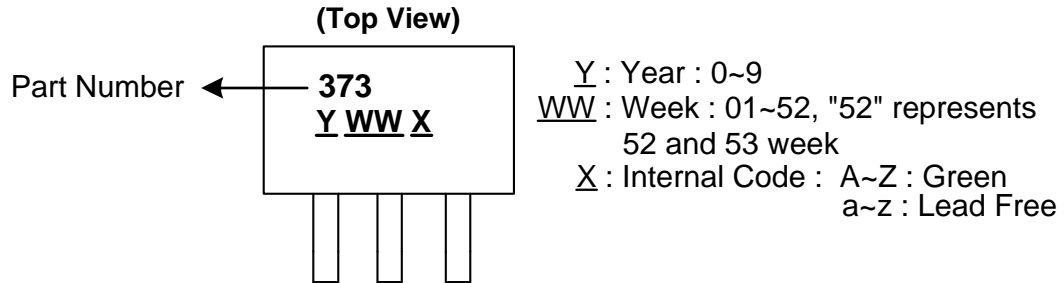 (Top View)
Part Number
373
Y WW X
Y : Year : 0~9
WW : Week : 01~52, "52" represents
52 and 53 week
X : Internal Code : A~Z : Green
a~z : Lead Free